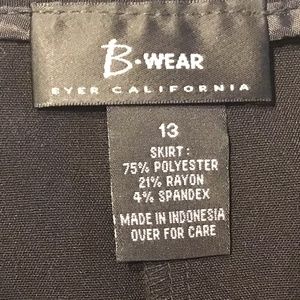 B·WEAR
BYER CALIFORNIA
13
SKIRT:
75% POLYESTER
21% RAYON
4% SPANDEX
MADE IN INDONESIA
OVER FOR CARE